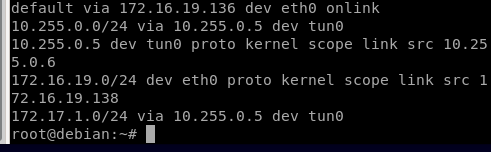 default via 172.16.19.136 dev eth0 onlink
10.255.0.0/24 via 10.255.0.5 dev tun0
10.255.0.5 dev tun0 proto kernel scope link src 10.25
5.0.6
172.16.19.0/24 dev eth0 proto kernel scope link src 1
72.16.19.138
172.17.1.0/24 via 10.255.0.5 dev tun0
root@debian:~#